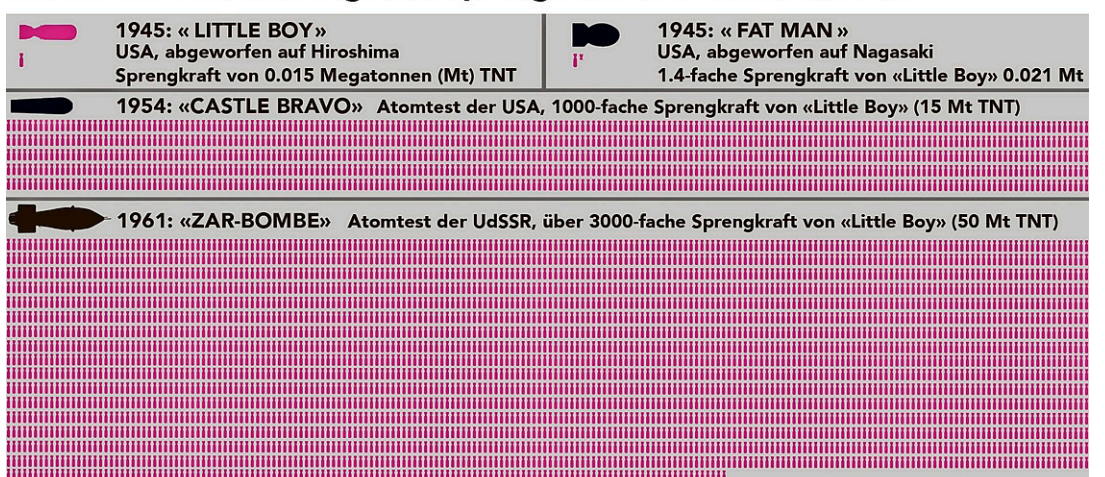 1945: « LITTLE BOY»
USA, abgeworfen auf Hiroshima
Sprengkraft von 0.015 Megatonnen (Mt) TNT
1945: « FAT MAN »
USA, abgeworfen auf Nagasaki
1.4-fache Sprengkraft von «Little Boy» 0.021 Mt
1954: «CASTLE BRAVO» Atomtest der USA, 1000-fache Sprengkraft von «Little Boy» (15 Mt TNT)
1961: «ZAR-BOMBE» Atomtest der UdSSR, über 3000-fache Sprengkraft von «Little Boy» (50 Mt TNT)